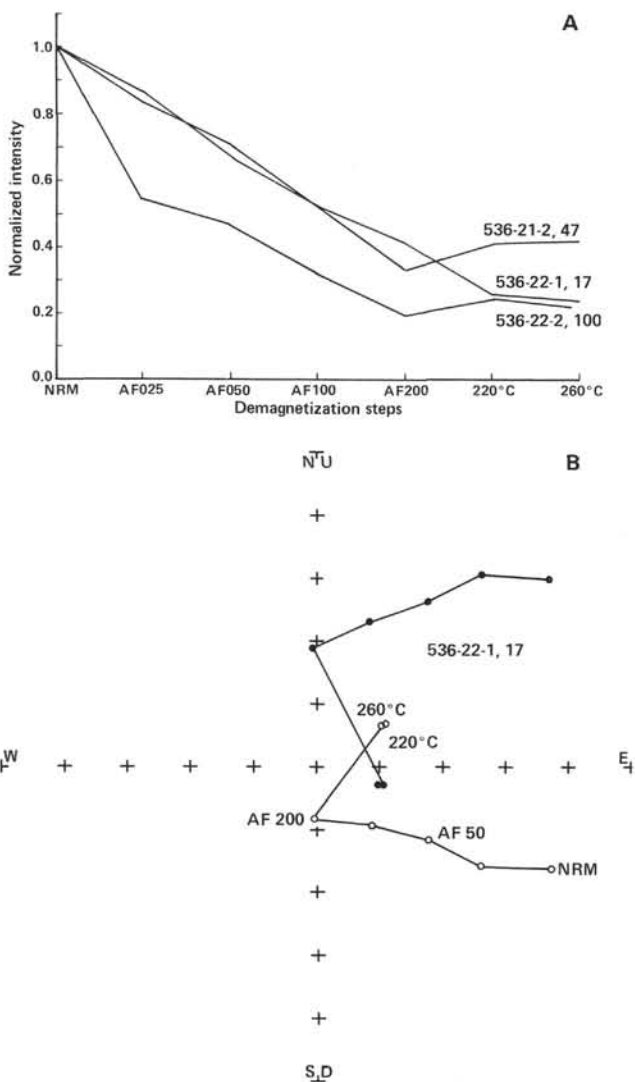 A
Normalized intensity
1.0
0.8
0.6
0.4
0.2
0.0
536-21-2, 47
536-22-1, 17
536-22-2, 100
NRM AF025 AF050 AF100 AF200 220°C 260°C
Demagnetization steps
B
N U
536-22-1, 17
260°C
220°C
W E
AF 200
AF 50
NRM
S D